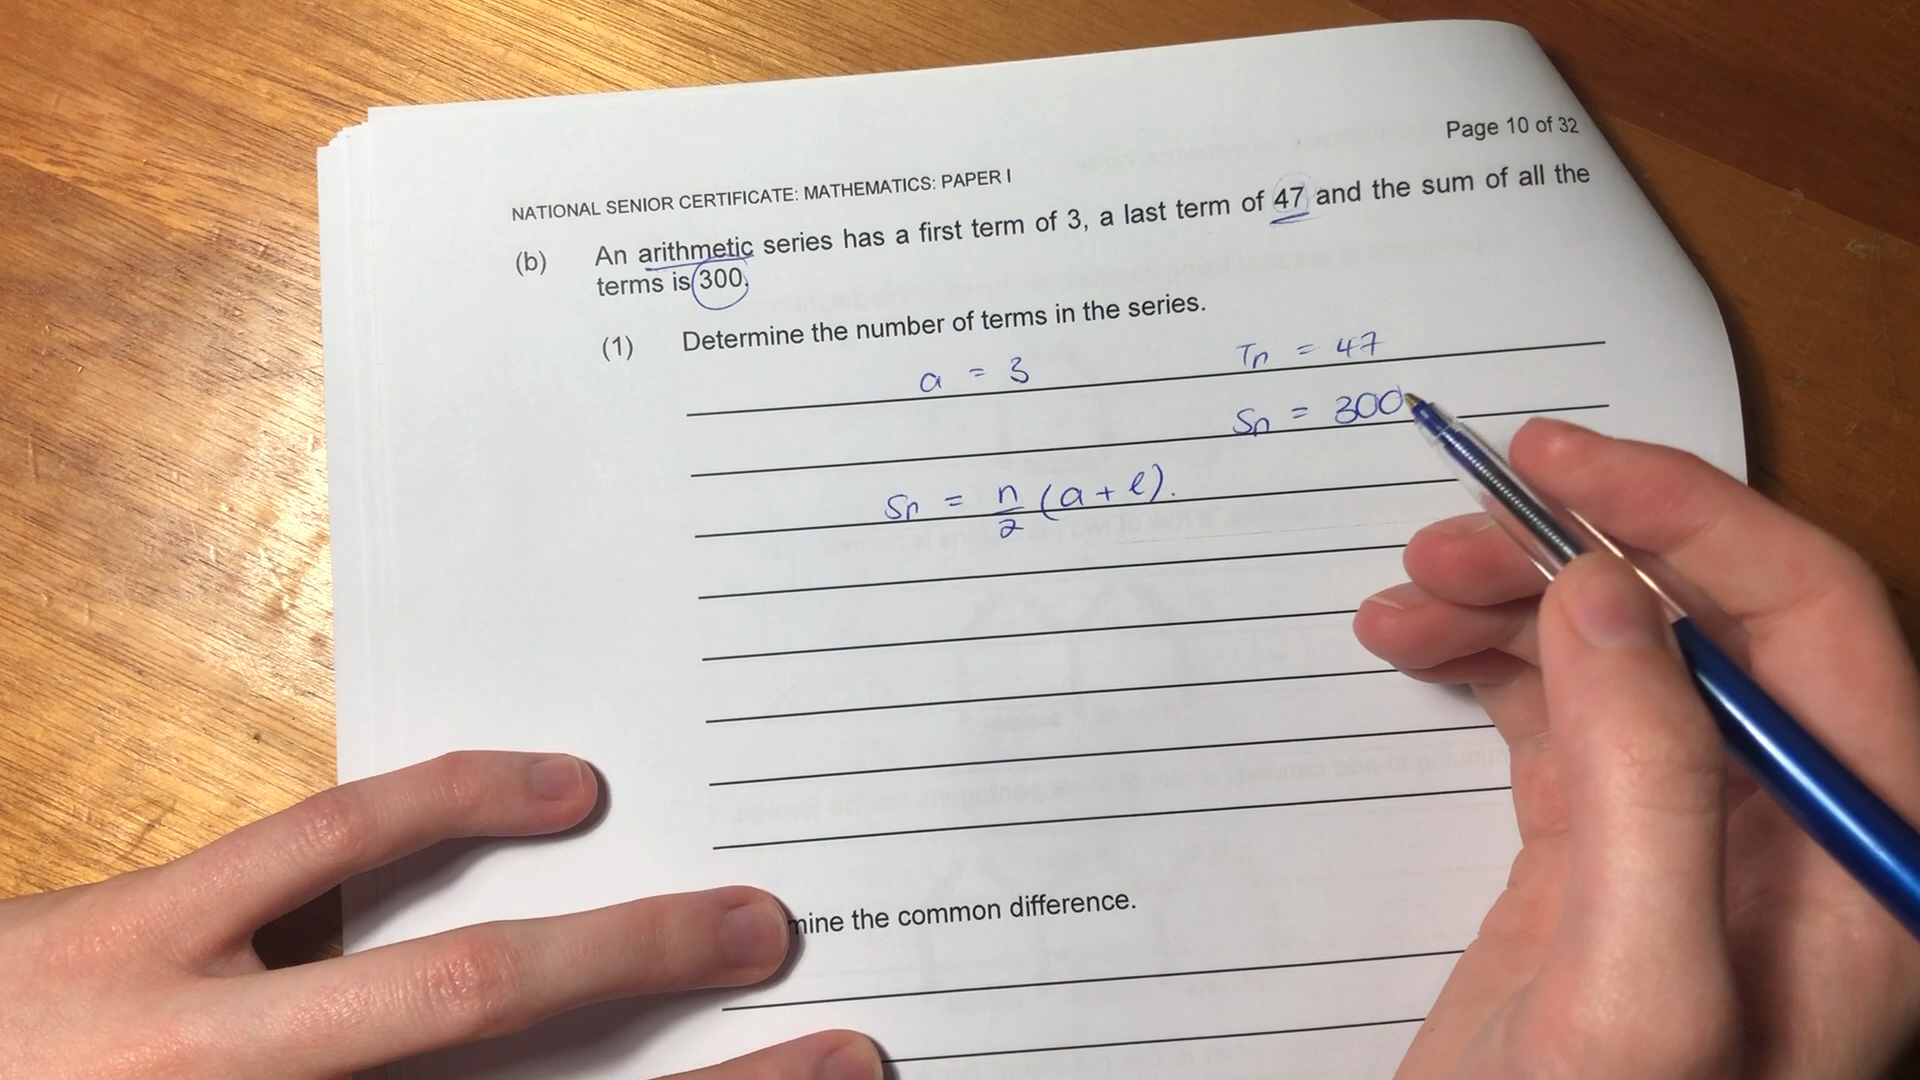 Page 10 of 32
NATIONAL SENIOR CERTIFICATE: MATHEMATICS: PAPER I
(b) An arithmetic series has a first term of 3, a last term of 47 and the sum of all the
terms is 300.
(1) Determine the number of terms in the series.
a = 3 Tn = 47
Sn = 300
Sn = n/2 (a + l).
mine the common difference.